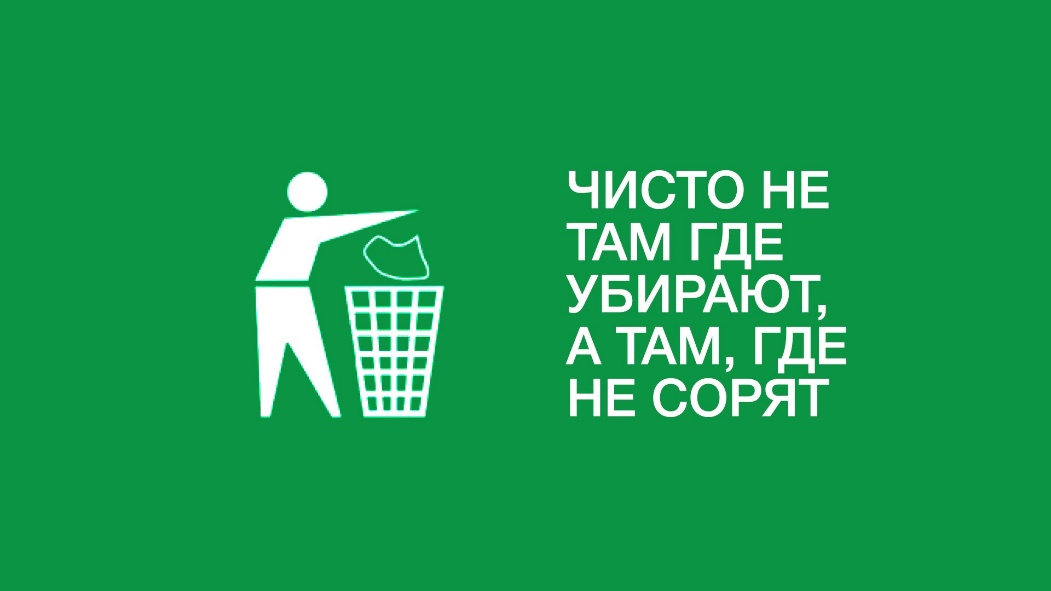 ЧИСТО НЕ
ТАМ ГДЕ
УБИРАЮТ,
А ТАМ, ГДЕ
НЕ СОРЯТ